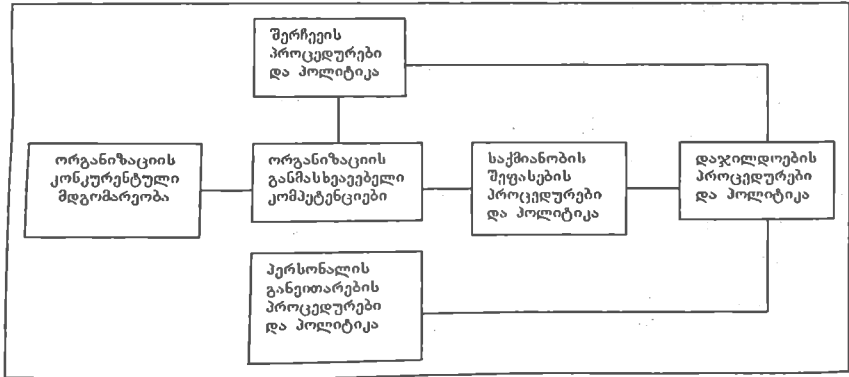 შერჩევის
პროცედურები
და პოლიტიკა
ორგანიზაციის
კონკურენტული
მდგომარეობა
ორგანიზაციის
განმასხვავებელი
კომპეტენციები
საქმიანობის
შეფასების
პროცედურები
და პოლიტიკა
დაჯილდოების
პროცედურები
და პოლიტიკა
პერსონალის
განვითარების
პროცედურები
და პოლიტიკა